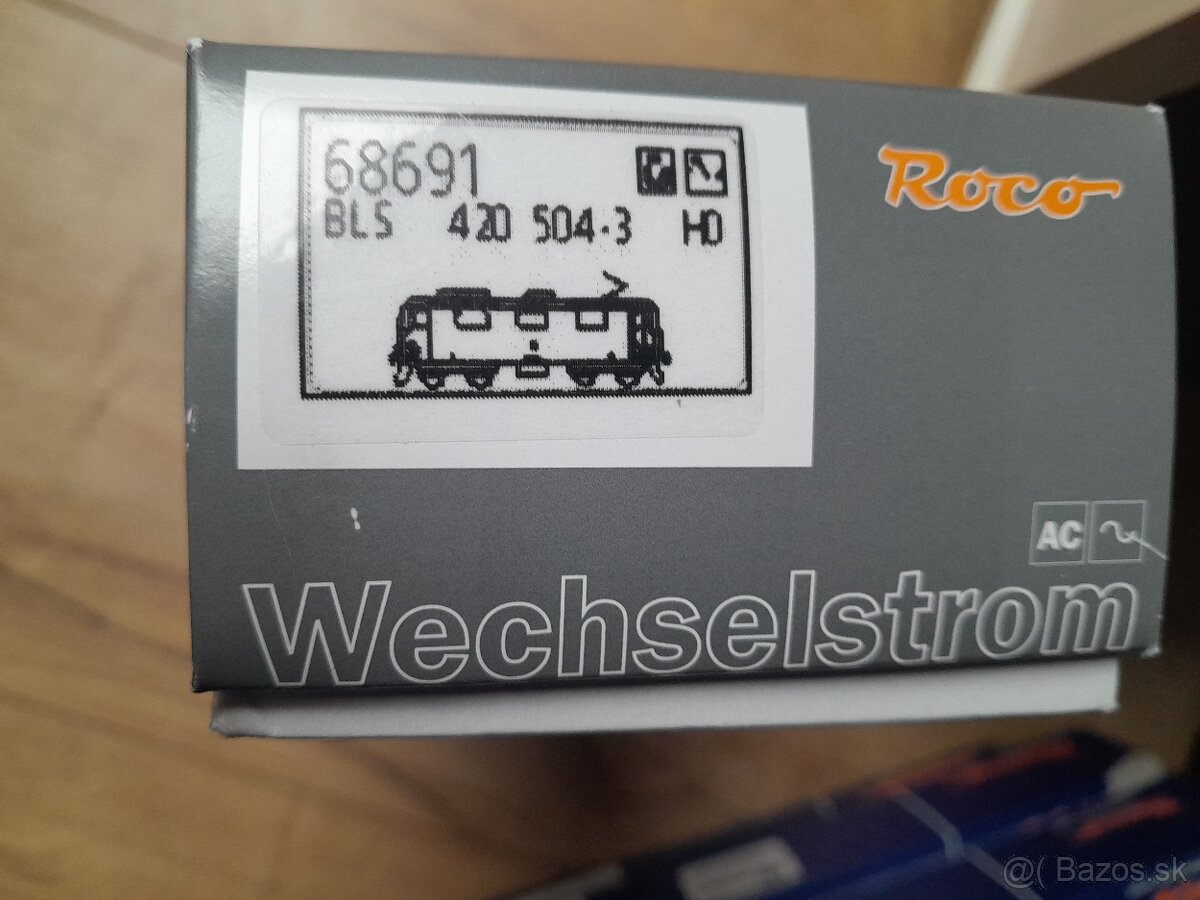 68691
BLS 420 504-3 H0
Roco
AC
Wechselstrom
@( Bazos.sk